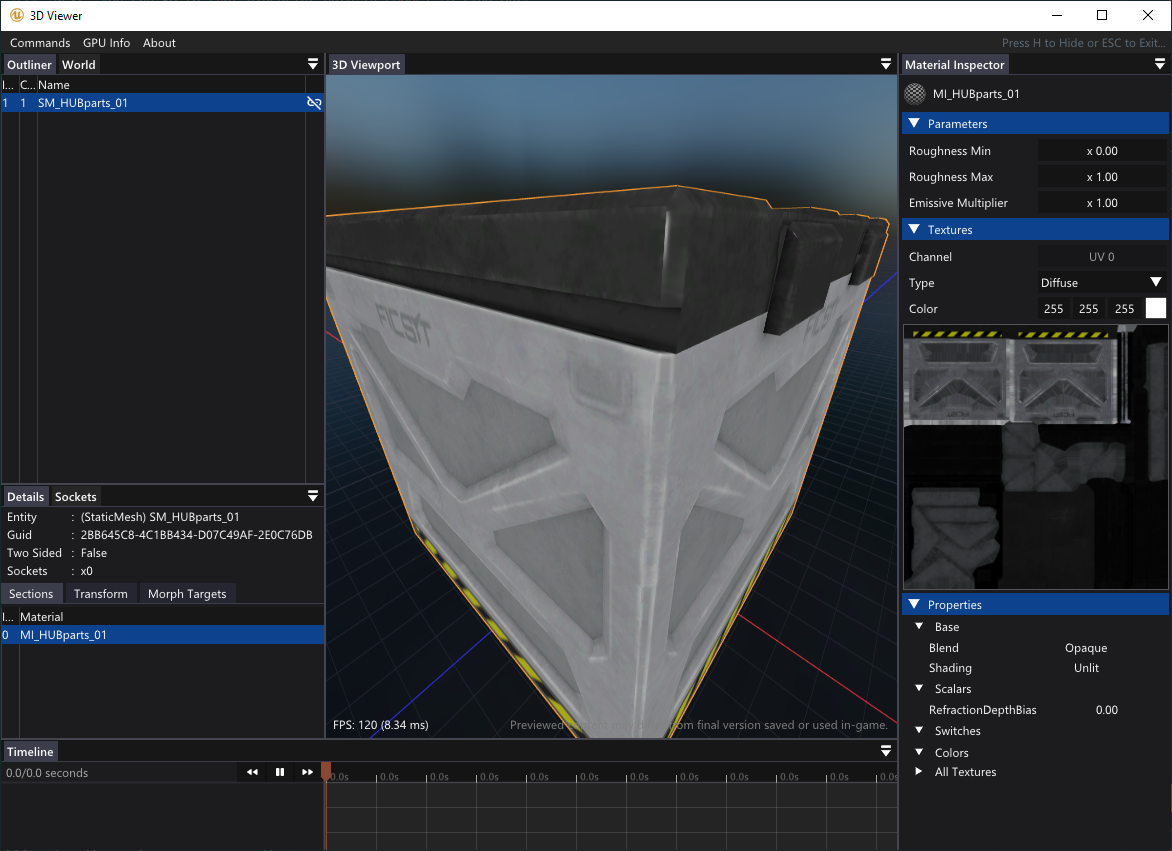 3D Viewer
Commands GPU Info About
Press H to Hide or ESC to Exit...
Outliner World
I... C... Name
1 1 SM_HUBparts_01
Details Sockets
Entity : (StaticMesh) SM_HUBparts_01
Guid : 2BB645C8-4C1BB434-D07C49AF-2E0C76DB
Two Sided : False
Sockets : x0
Sections Transform Morph Targets
I... Material
0 MI_HUBparts_01
3D Viewport
FICSIT
FICSIT
FPS: 120 (8.34 ms)
Previewed may from final version saved or used in-game.
Timeline
0.0/0.0 seconds
0.0s 0.0s 0.0s 0.0s 0.0s 0.0s 0.0s 0.0s 0.0s 0.0s 0.0s 0.0s
Material Inspector
MI_HUBparts_01
Parameters
Roughness Min x 0.00
Roughness Max x 1.00
Emissive Multiplier x 1.00
Textures
Channel UV 0
Type Diffuse
Color 255 255 255
Properties
Base
Blend Opaque
Shading Unlit
Scalars
RefractionDepthBias 0.00
Switches
Colors
All Textures